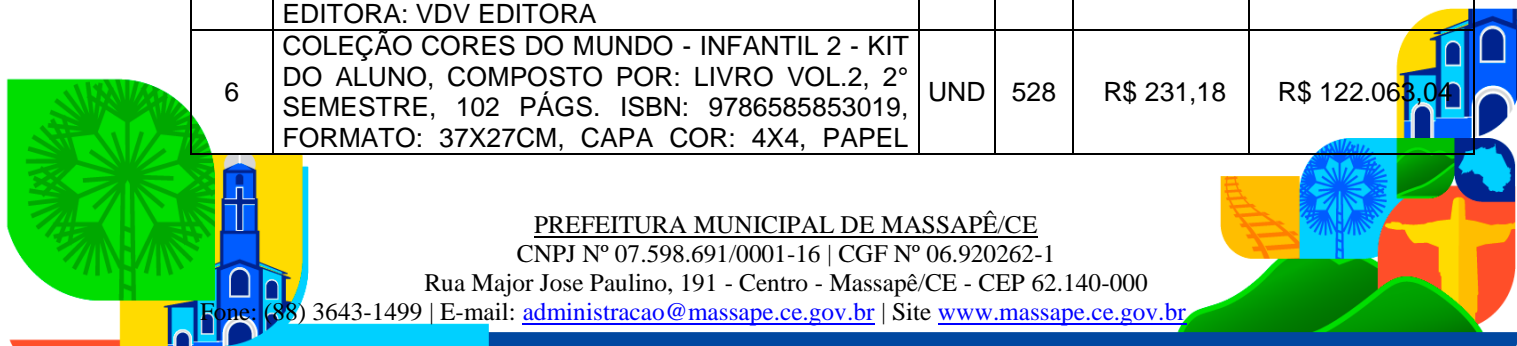 EDITORA: VDV EDITORA
6 COLEÇÃO CORES DO MUNDO - INFANTIL 2 - KIT DO ALUNO, COMPOSTO POR: LIVRO VOL.2, 2° SEMESTRE, 102 PÁGS. ISBN: 9786585853019, FORMATO: 37X27CM, CAPA COR: 4X4, PAPEL UND 528 R$ 231,18 R$ 122.063,04
PREFEITURA MUNICIPAL DE MASSAPÊ/CE
CNPJ Nº 07.598.691/0001-16 | CGF Nº 06.920262-1
Rua Major Jose Paulino, 191 - Centro - Massapê/CE - CEP 62.140-000
Fone: (88) 3643-1499 | E-mail: administracao@massape.ce.gov.br | Site www.massape.ce.gov.br